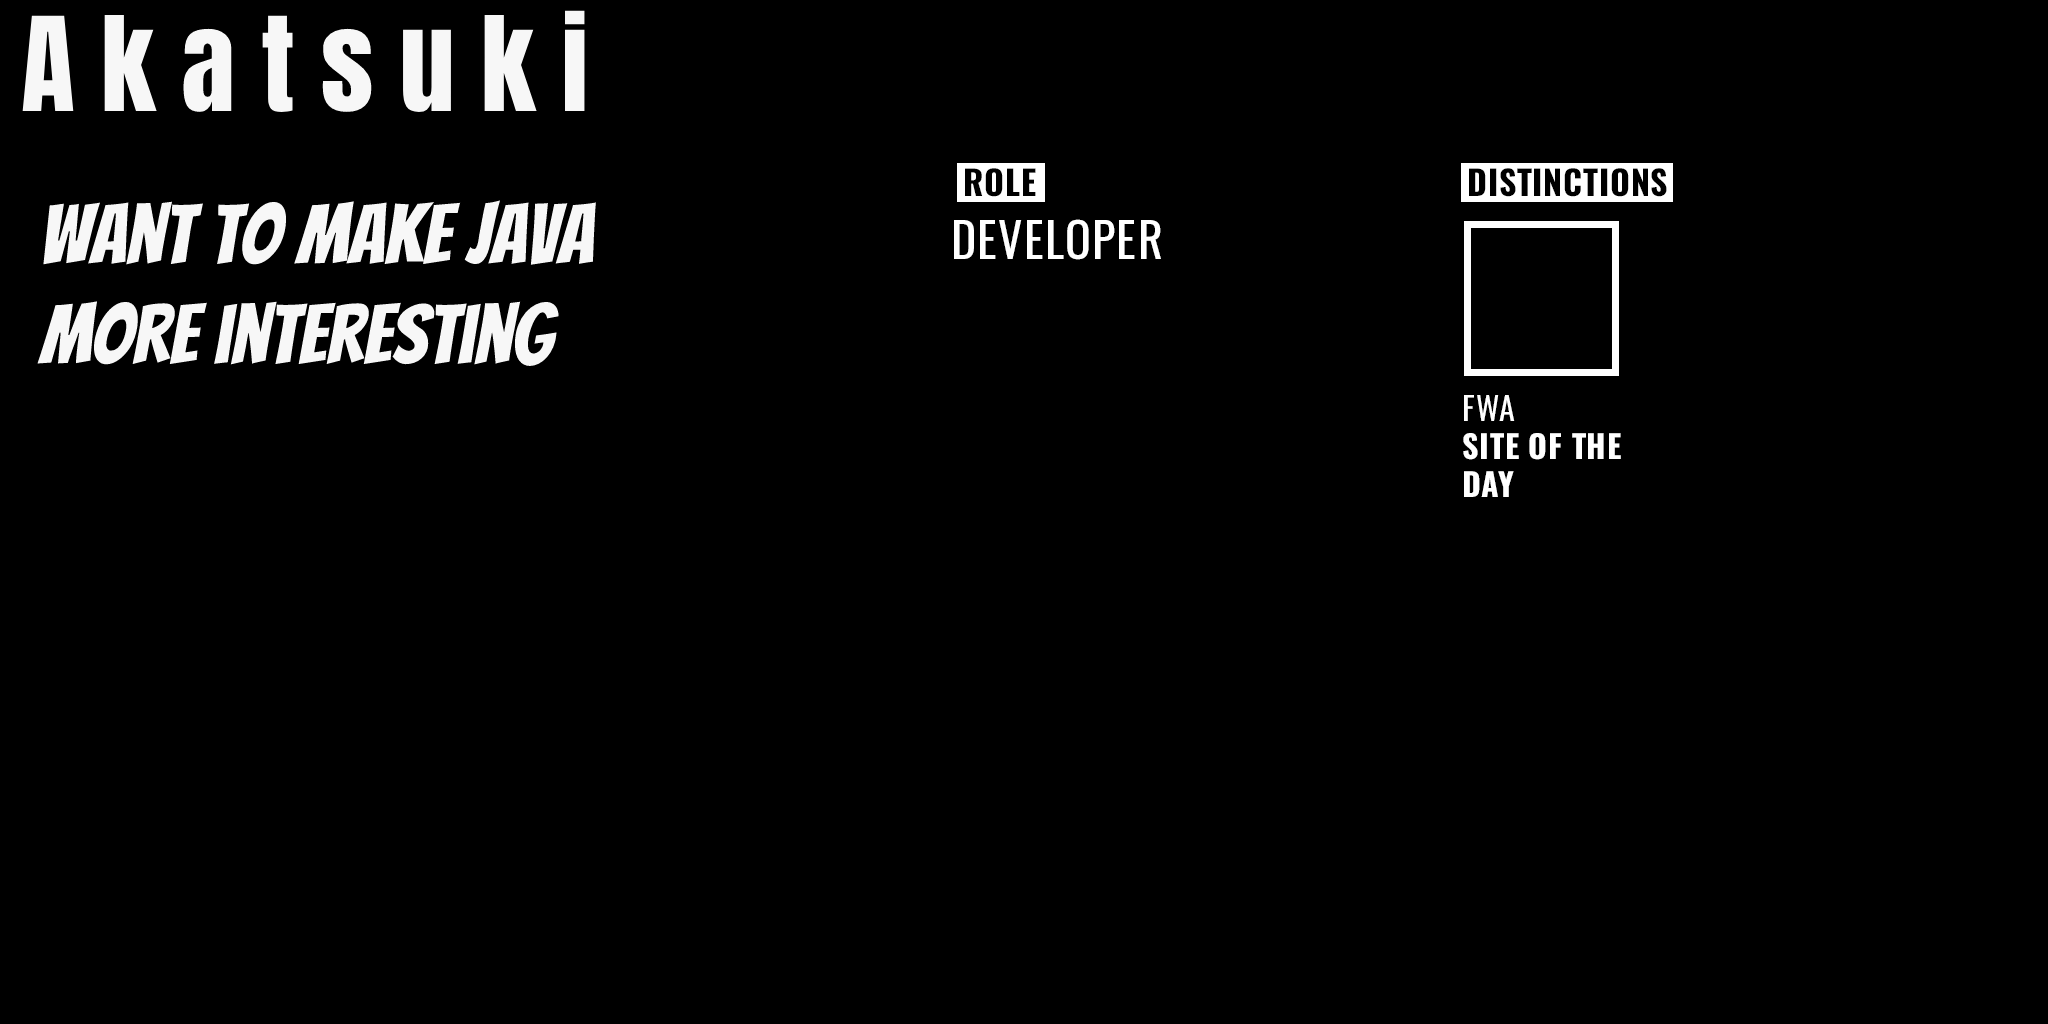 Akatsuki
WANT TO MAKE JAVA
MORE INTERESTING
ROLE
DEVELOPER
DISTINCTIONS
FWA
SITE OF THE
DAY